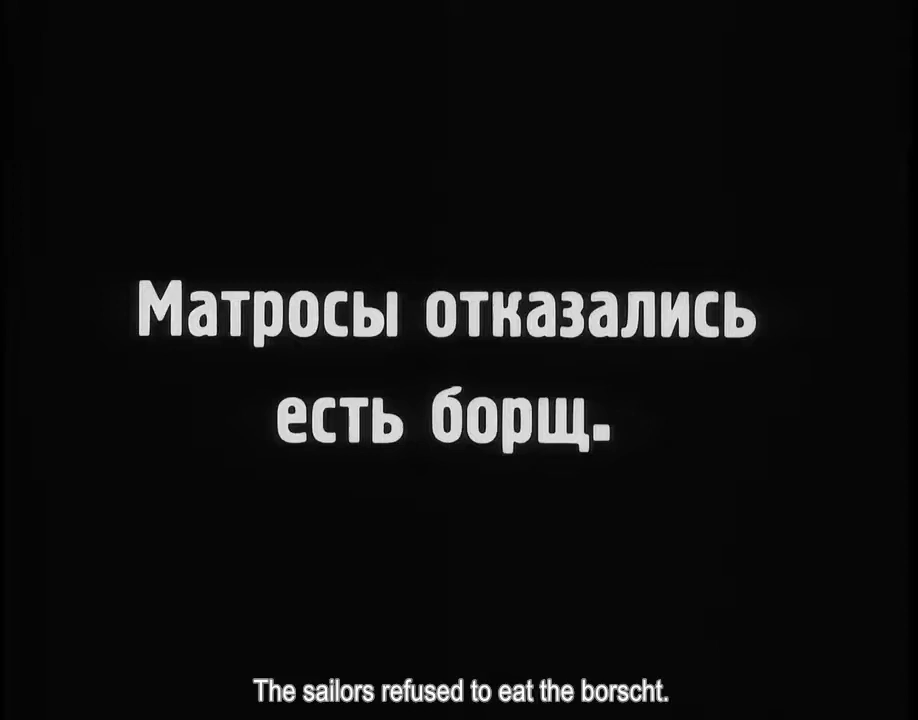 Матросы отказались
есть борщ.
The sailors refused to eat the borscht.